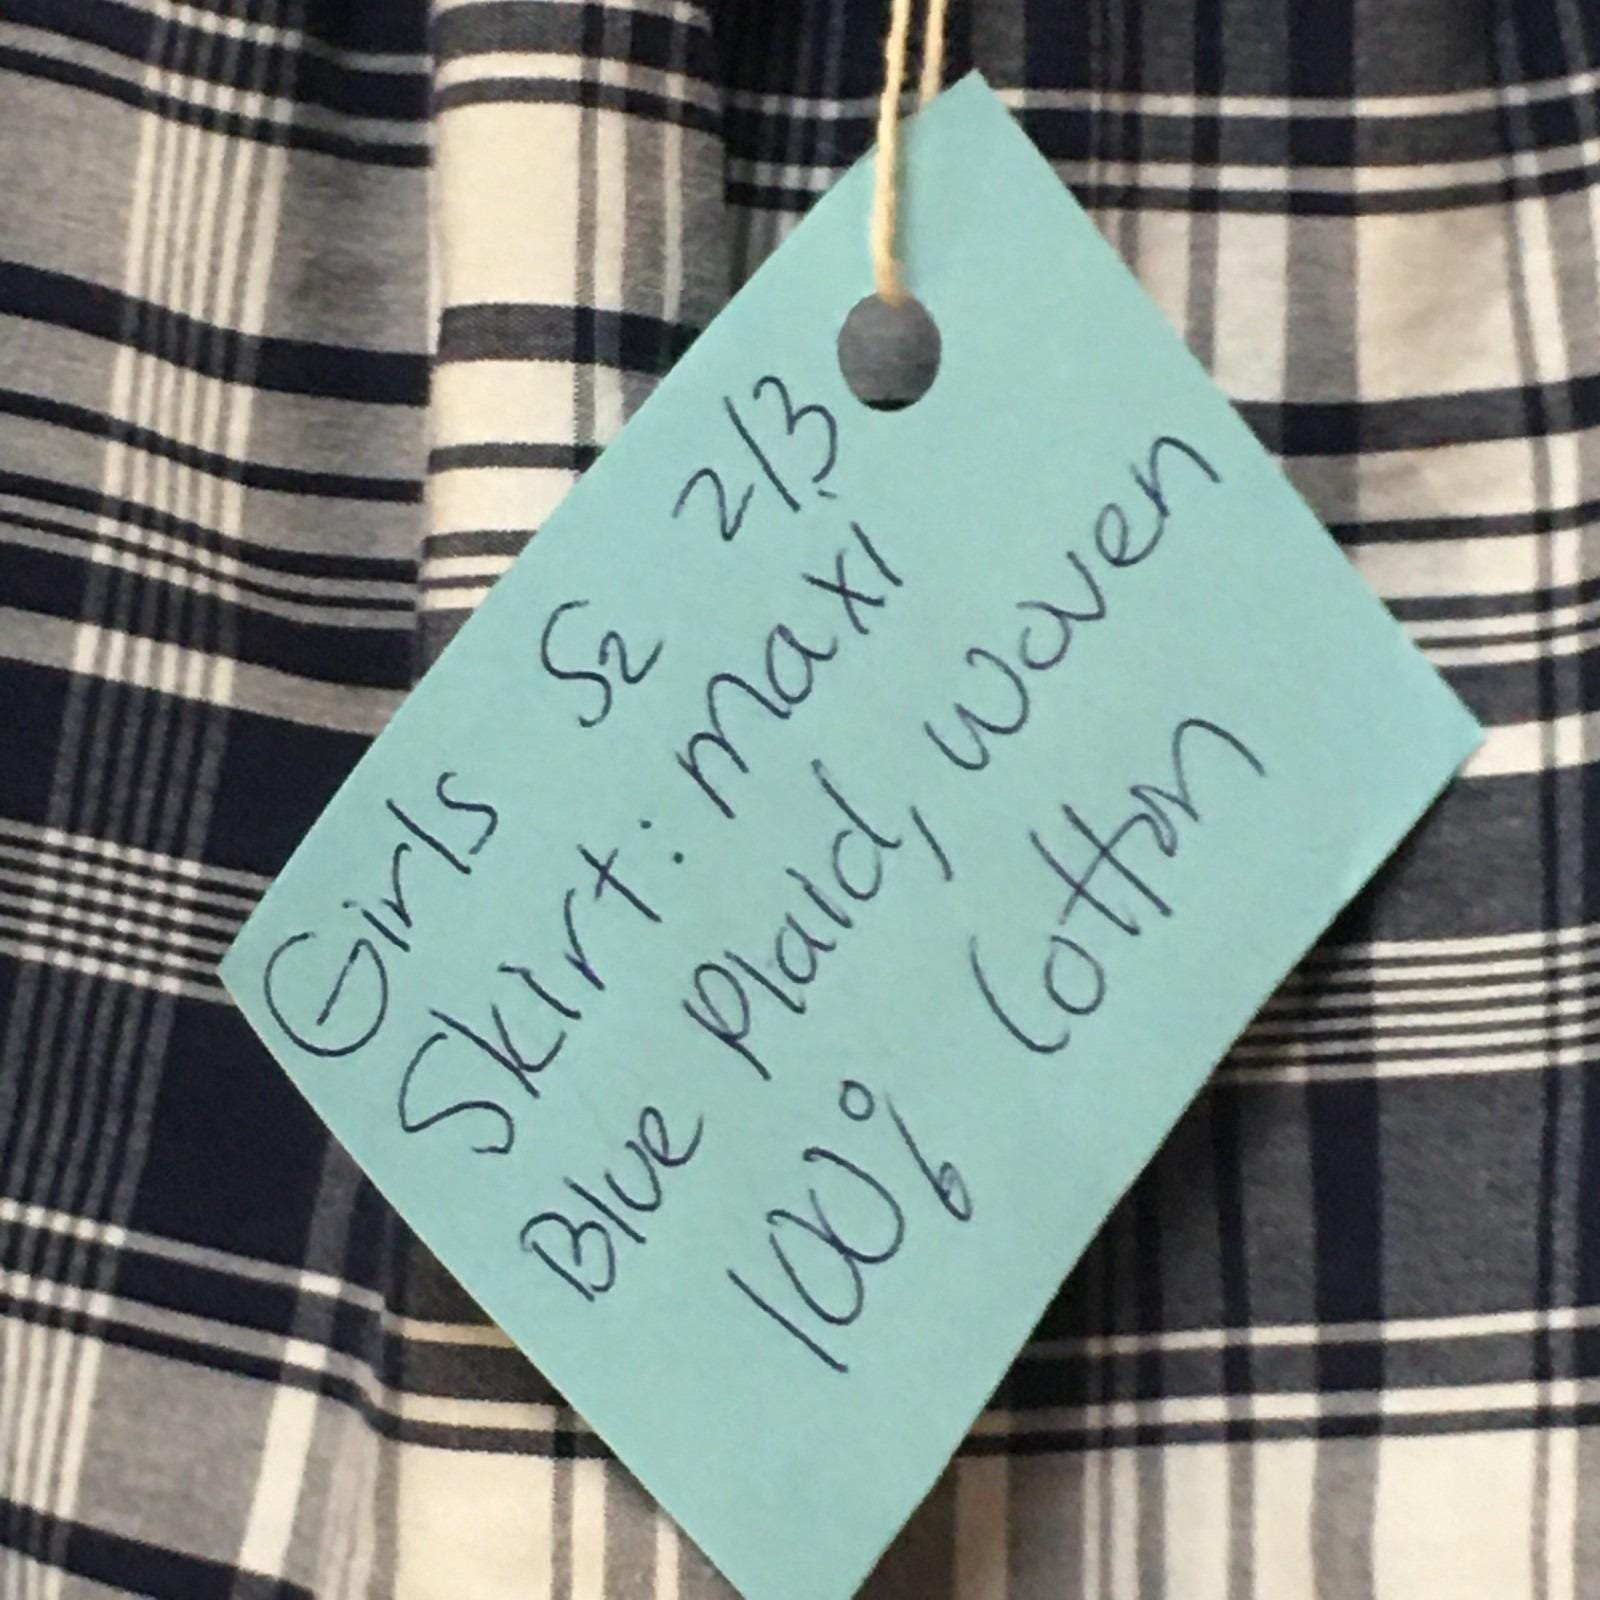 Girls Sz 2/3
Skirt: maxi
Blue Plaid, woven
100% Cotton